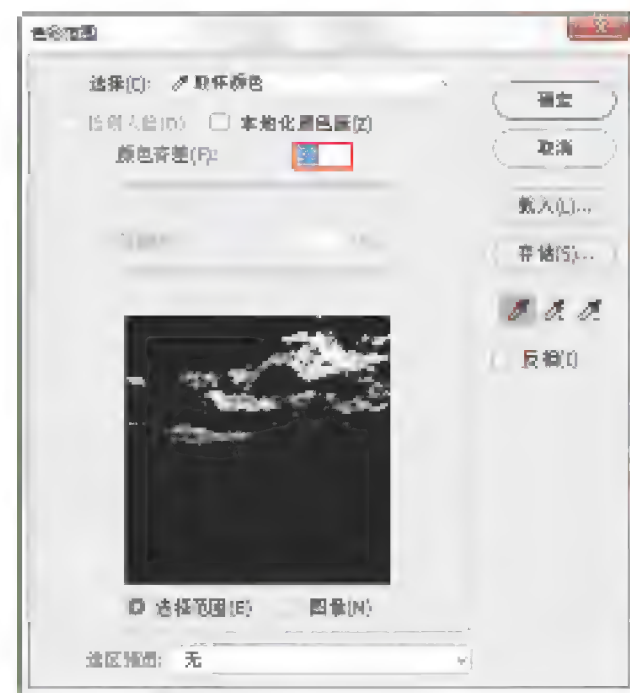 色彩范围
选择(C): 取样颜色
检测人脸(D) 本地化颜色簇(Z)
颜色容差(F):
确定
取消
载入(L)...
存储(S)...
反相(I)
选择范围(E) 图像(M)
选区预览: 无